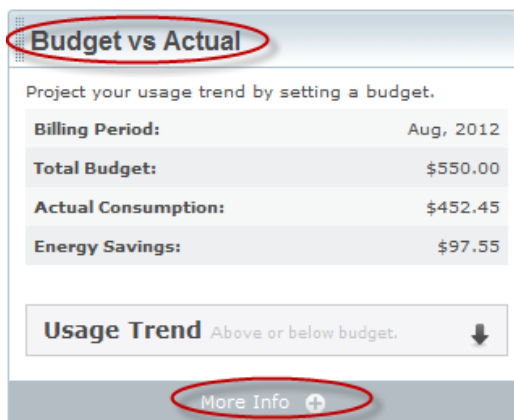 Budget vs Actual
Project your usage trend by setting a budget.
Billing Period: Aug, 2012
Total Budget: $550.00
Actual Consumption: $452.45
Energy Savings: $97.55
Usage Trend Above or below budget.
More Info